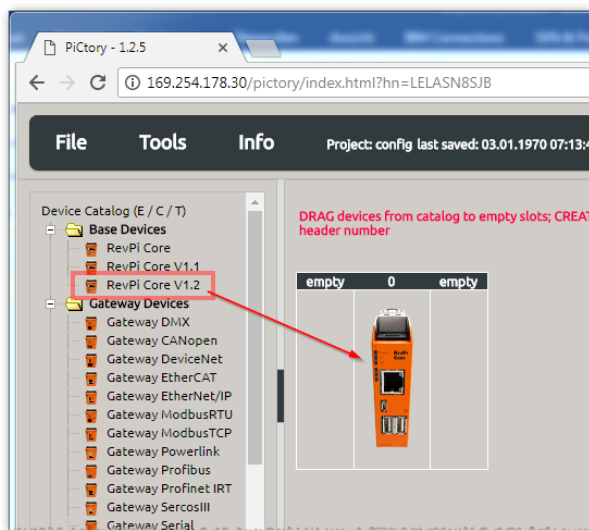 PiCtory - 1.2.5
169.254.178.30/pictory/index.html?hn=LELASN8SJB
File Tools Info Project: config last saved: 03.01.1970 07:13:4
Device Catalog (E / C / T)
Base Devices
RevPi Core
RevPi Core V1.1
RevPi Core V1.2
Gateway Devices
Gateway DMX
Gateway CANopen
Gateway DeviceNet
Gateway EtherCAT
Gateway EtherNet/IP
Gateway ModbusRTU
Gateway ModbusTCP
Gateway Powerlink
Gateway Profibus
Gateway Profinet IRT
Gateway SercosIII
Gateway Serial
DRAG devices from catalog to empty slots; CREAT
header number
empty 0 empty
RevPi
Core